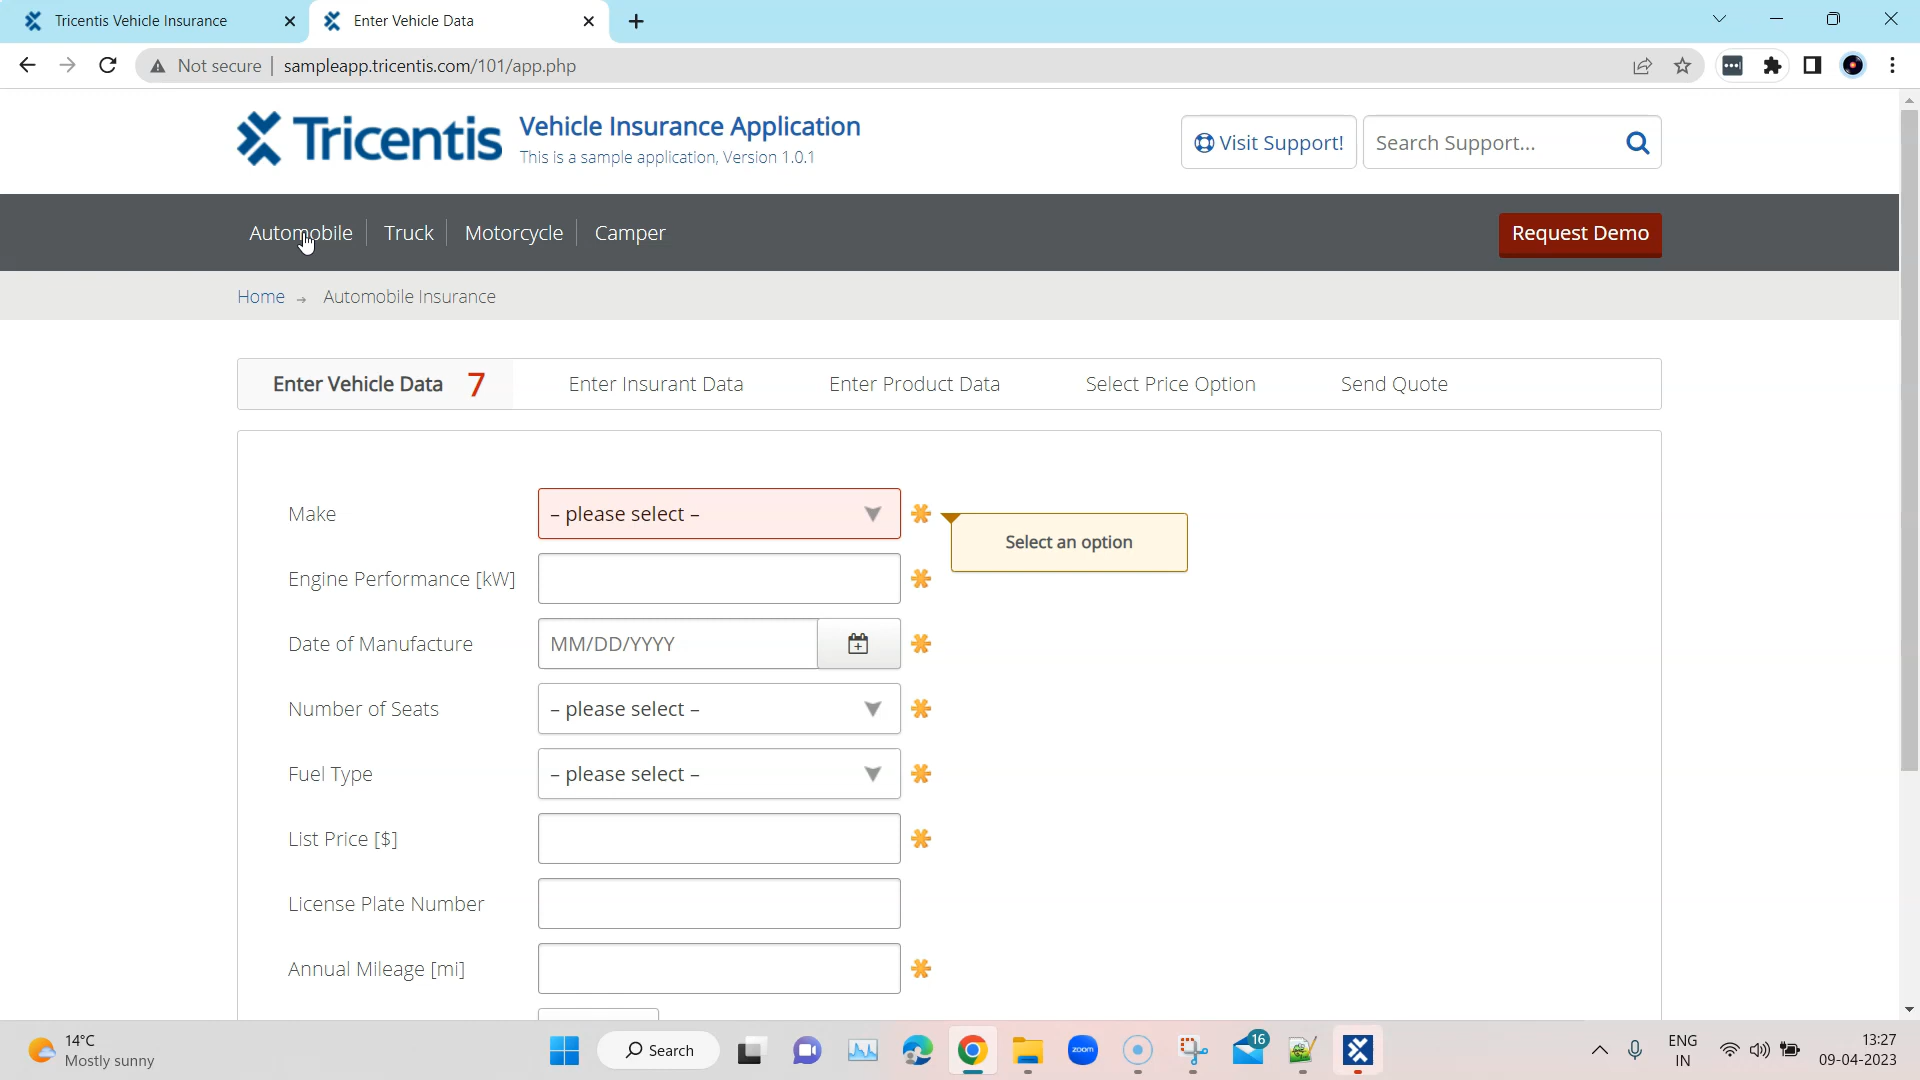 Tricentis Vehicle Insurance
Enter Vehicle Data
Not secure | sampleapp.tricentis.com/101/app.php
Tricentis
Vehicle Insurance Application
This is a sample application, Version 1.0.1
Visit Support!
Search Support...
Automobile
Truck
Motorcycle
Camper
Request Demo
Home → Automobile Insurance
Enter Vehicle Data 7
Enter Insurant Data
Enter Product Data
Select Price Option
Send Quote
Make
– please select –
Select an option
Engine Performance [kW]
Date of Manufacture
MM/DD/YYYY
Number of Seats
– please select –
Fuel Type
– please select –
List Price [$]
License Plate Number
Annual Mileage [mi]
14°C
Mostly sunny
Search
zoom
16
ENG
IN
13:27
09-04-2023